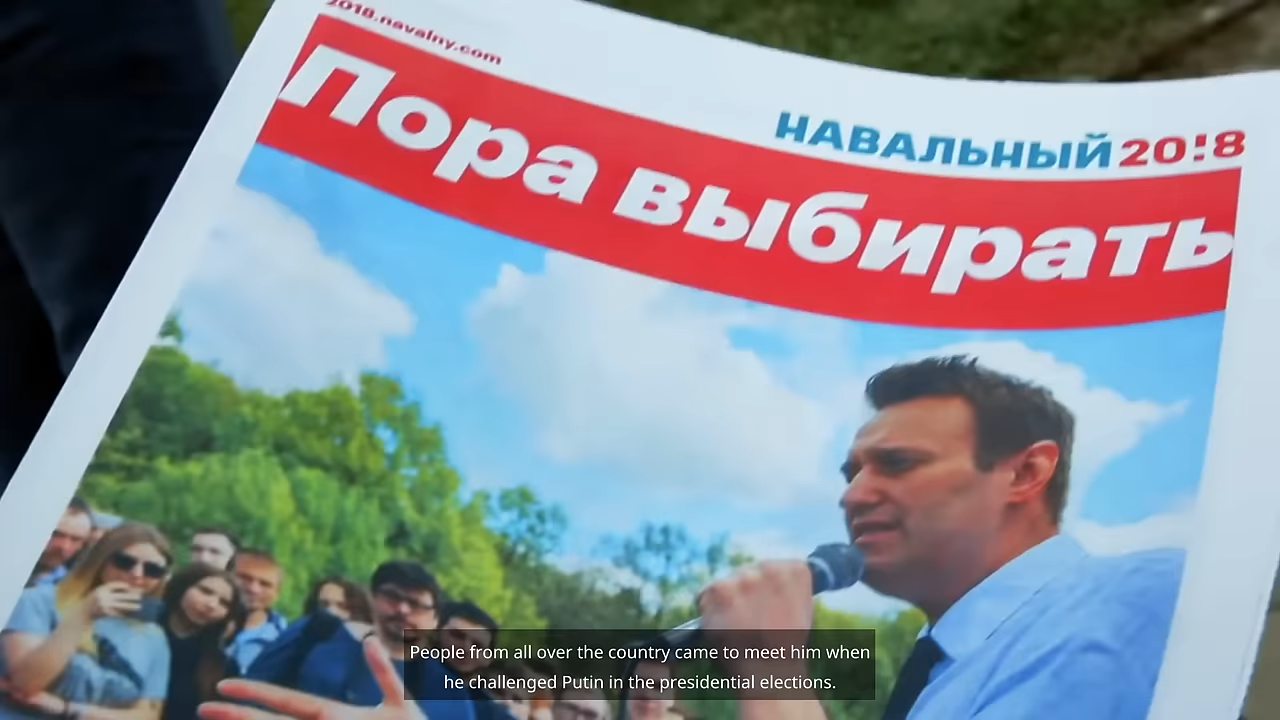 2018.navalny.com
НАВАЛЬНЫЙ 20!8
Пора выбирать
People from all over the country came to meet him when
he challenged Putin in the presidential elections.